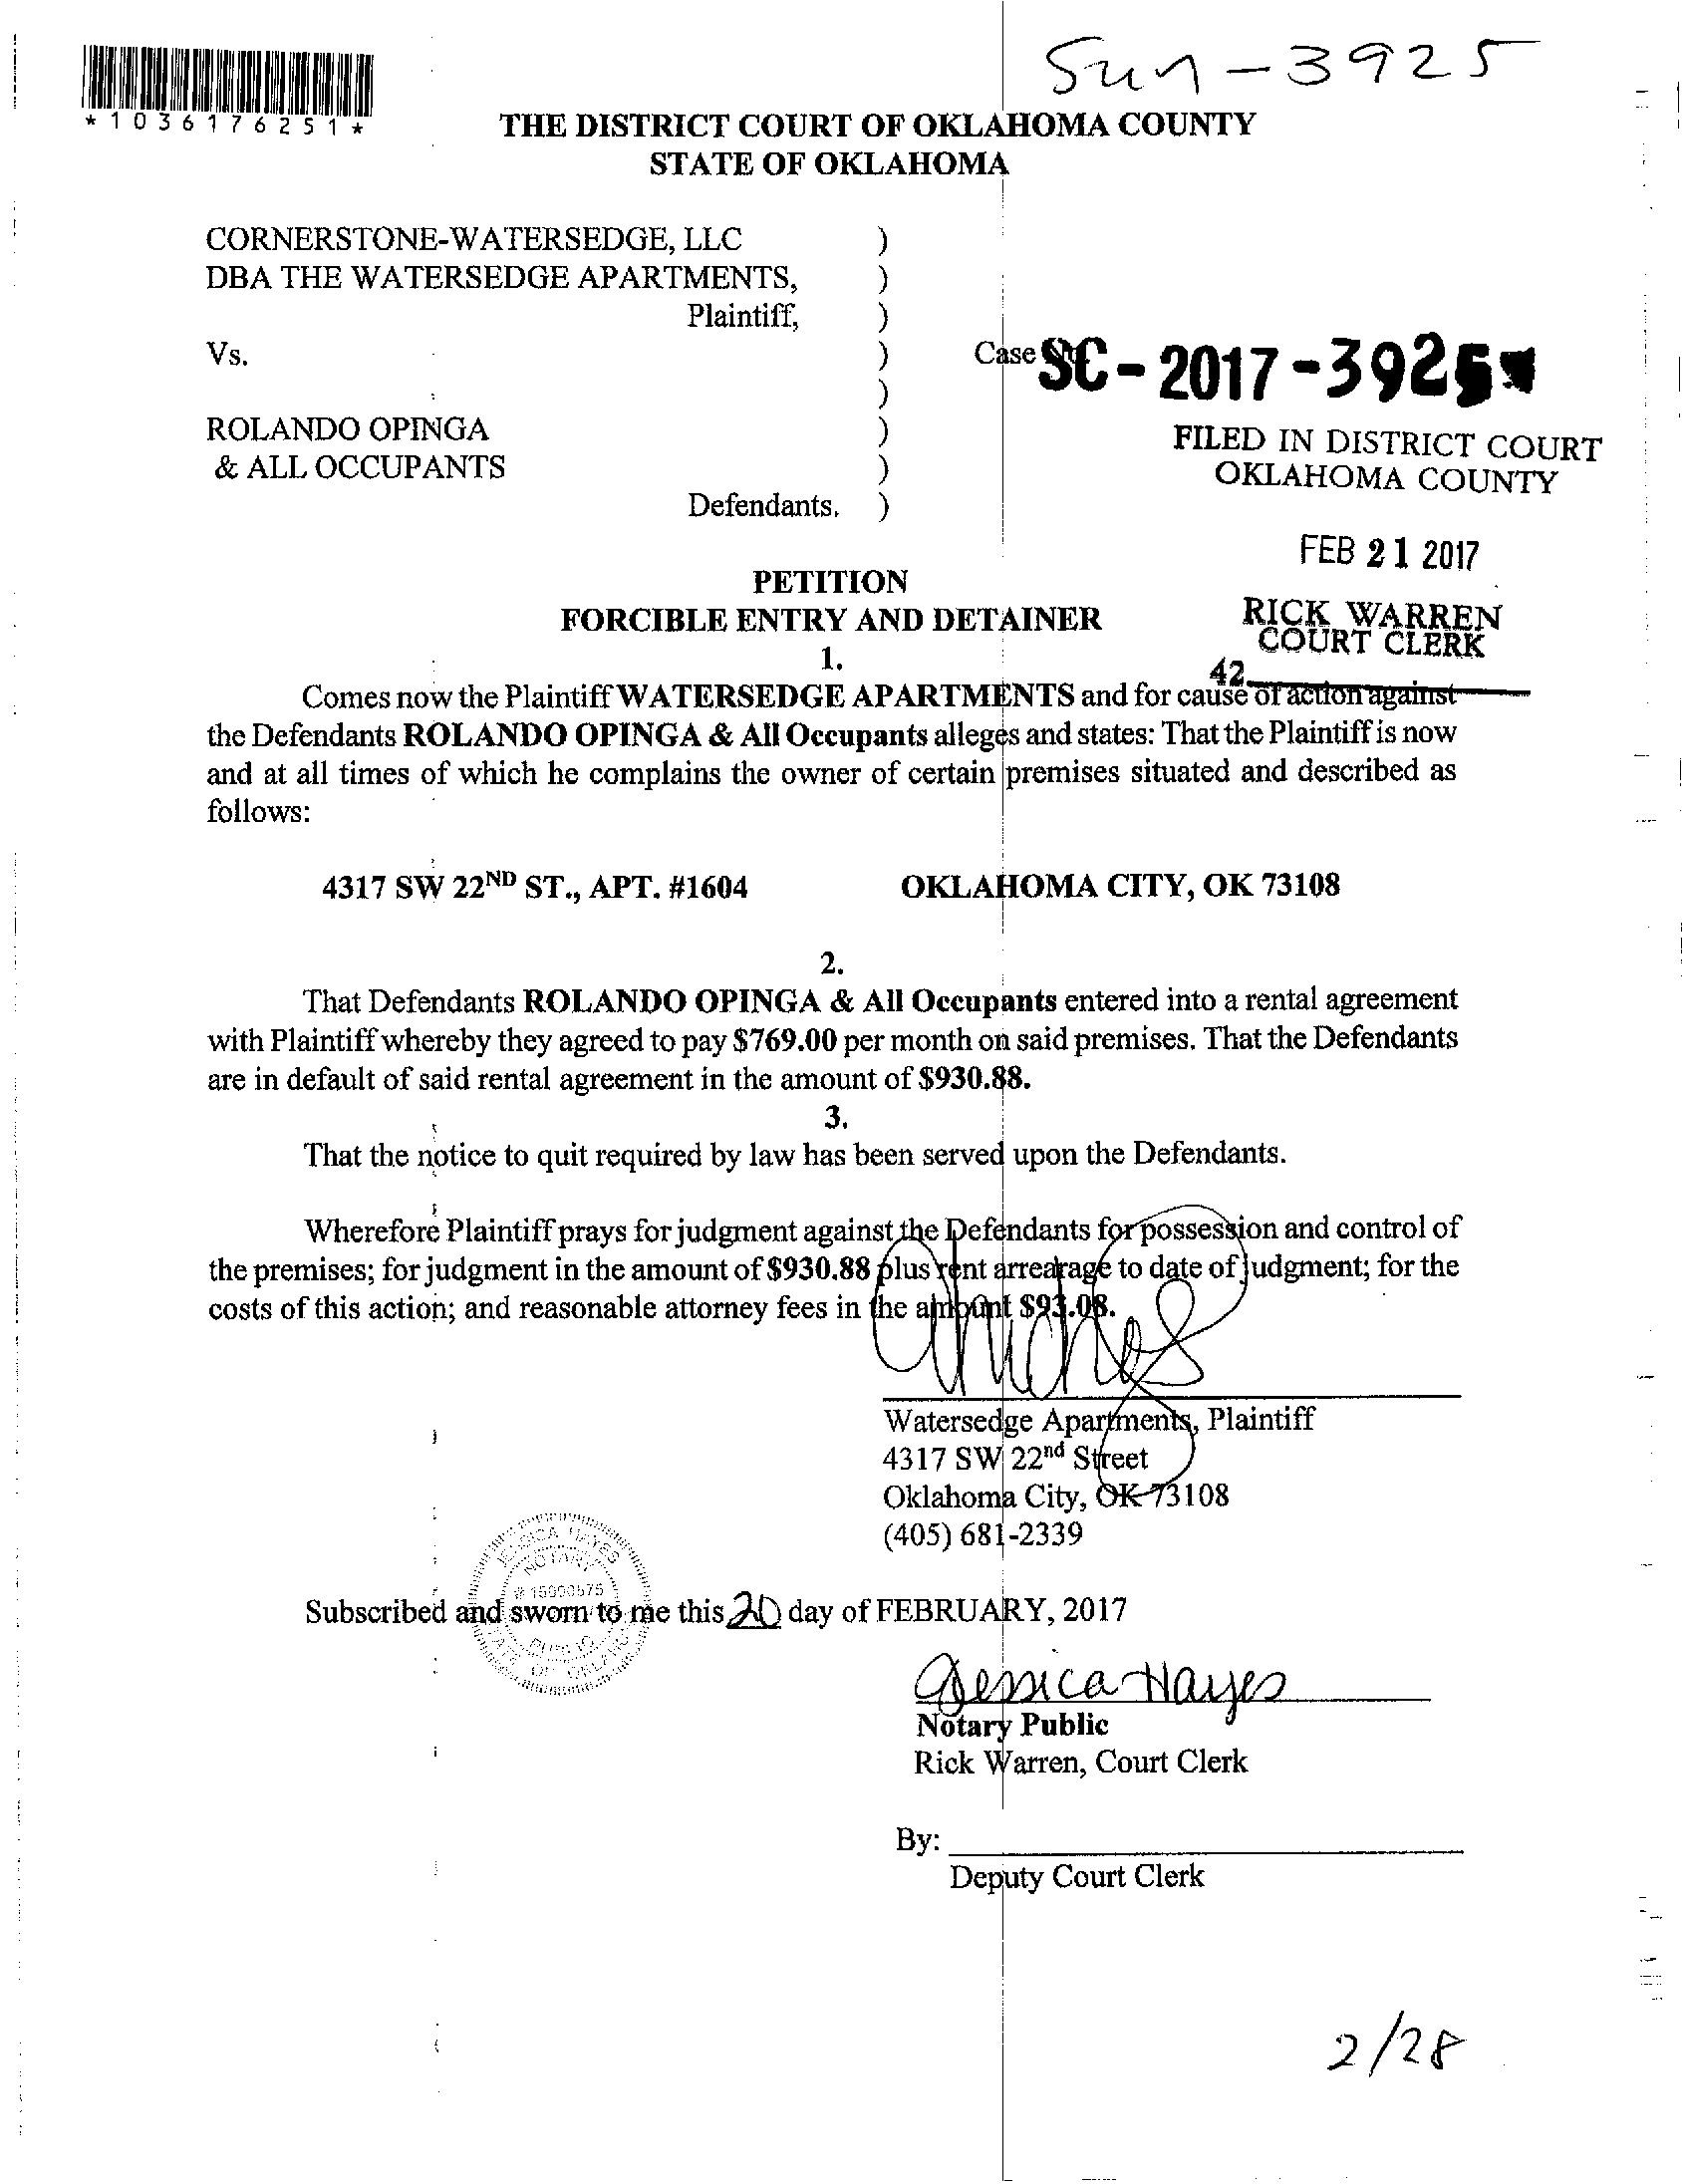 Sun-3925
*1036176251*
THE DISTRICT COURT OF OKLAHOMA COUNTY
STATE OF OKLAHOMA
CORNERSTONE-WATERSEDGE, LLC )
DBA THE WATERSEDGE APARTMENTS, )
Plaintiff, )
Vs. ) Case SC-2017-3925
)
ROLANDO OPINGA )
& ALL OCCUPANTS )
Defendants. )
FILED IN DISTRICT COURT
OKLAHOMA COUNTY
FEB 21 2017
RICK WARREN
COURT CLERK
42
PETITION
FORCIBLE ENTRY AND DETAINER
1.
Comes now the Plaintiff WATERSEDGE APARTMENTS and for cause of action against
the Defendants ROLANDO OPINGA & All Occupants alleges and states: That the Plaintiff is now
and at all times of which he complains the owner of certain premises situated and described as
follows:
4317 SW 22ND ST., APT. #1604 OKLAHOMA CITY, OK 73108
2.
That Defendants ROLANDO OPINGA & All Occupants entered into a rental agreement
with Plaintiff whereby they agreed to pay $769.00 per month on said premises. That the Defendants
are in default of said rental agreement in the amount of $930.88.
3.
That the notice to quit required by law has been served upon the Defendants.
Wherefore Plaintiff prays for judgment against the Defendants for possession and control of
the premises; for judgment in the amount of $930.88 plus rent arrearage to date of judgment; for the
costs of this action; and reasonable attorney fees in the amount $93.08.
Watersedge Apartments, Plaintiff
4317 SW 22nd Street
Oklahoma City, OK 73108
(405) 681-2339
JESSICA HAYES
NOTARY
# 15000575
PUBLIC
STATE OF OKLAHOMA
Subscribed and sworn to me this 20 day of FEBRUARY, 2017
Jessica Hayes
Notary Public
Rick Warren, Court Clerk
By:
Deputy Court Clerk
2/28